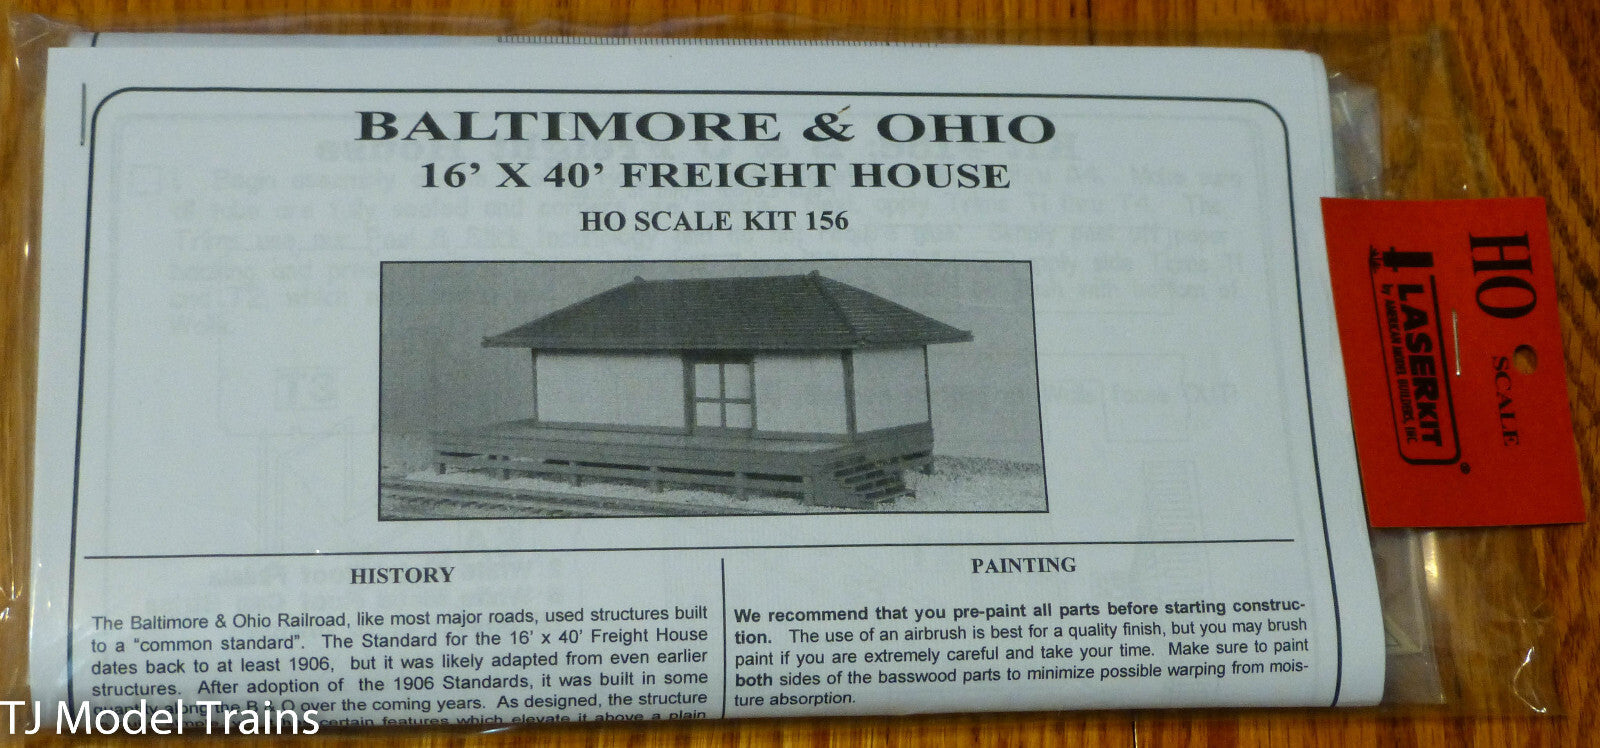 BALTIMORE & OHIO
16’ X 40’ FREIGHT HOUSE
HO SCALE KIT 156
HISTORY
The Baltimore & Ohio Railroad, like most major roads, used structures built
to a “common standard”. The Standard for the 16’ x 40’ Freight House
dates back to at least 1906, but it was likely adapted from even earlier
structures. After adoption of the 1906 Standards, it was built in some
quantity along the B & O over the coming years. As designed, the structure
certain features which elevate it above a plain
PAINTING
We recommend that you pre-paint all parts before starting construc-
tion. The use of an airbrush is best for a quality finish, but you may brush
paint if you are extremely careful and take your time. Make sure to paint
both sides of the basswood parts to minimize possible warping from mois-
ture absorption.
HO SCALE
LASERKIT®
by AMERICAN MODEL BUILDERS, INC.
T3
TJ Model Trains